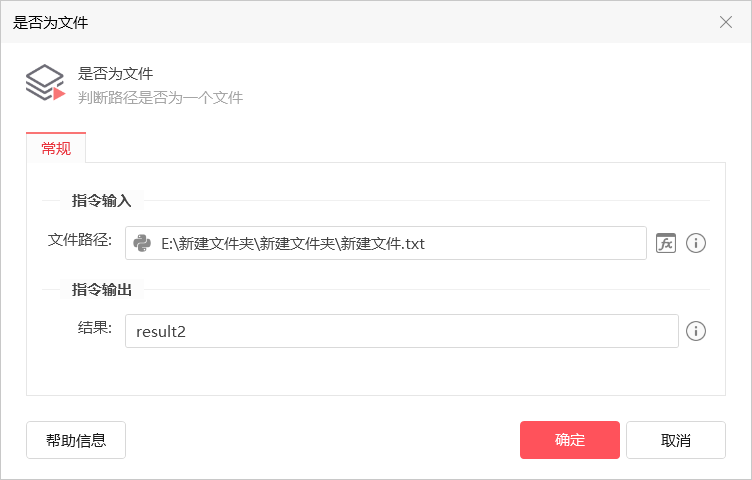 是否为文件
是否为文件
判断路径是否为一个文件
常规
指令输入
文件路径: E:\新建文件夹\新建文件夹\新建文件.txt
指令输出
结果: result2
帮助信息 确定 取消